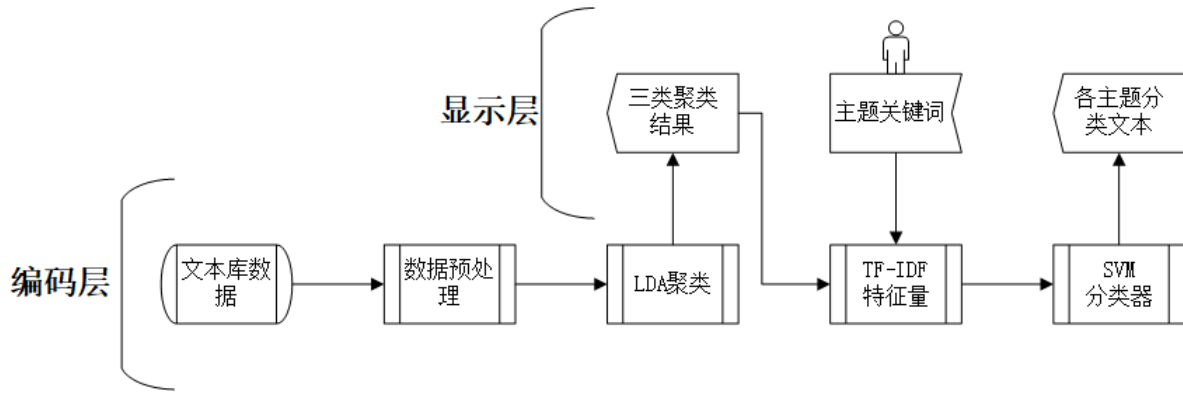 显示层
三类聚类
结果
主题关键词
各主题分
类文本
编码层
文本库数
据
数据预处
理
LDA聚类
TF-IDF
特征量
SVM
分类器